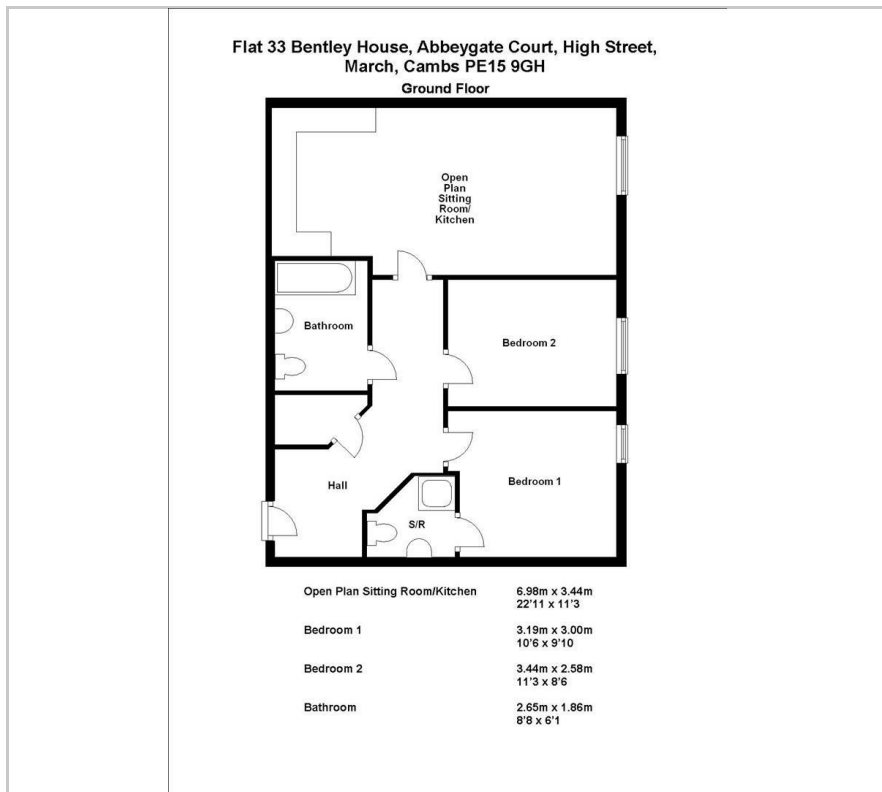 Flat 33 Bentley House, Abbeygate Court, High Street,
March, Cambs PE15 9GH
Ground Floor
Open
Plan
Sitting
Room/
Kitchen
Bathroom
Bedroom 2
Hall
Bedroom 1
S/R
Open Plan Sitting Room/Kitchen 6.98m x 3.44m
22'11 x 11'3
Bedroom 1 3.19m x 3.00m
10'6 x 9'10
Bedroom 2 3.44m x 2.58m
11'3 x 8'6
Bathroom 2.65m x 1.86m
8'8 x 6'1